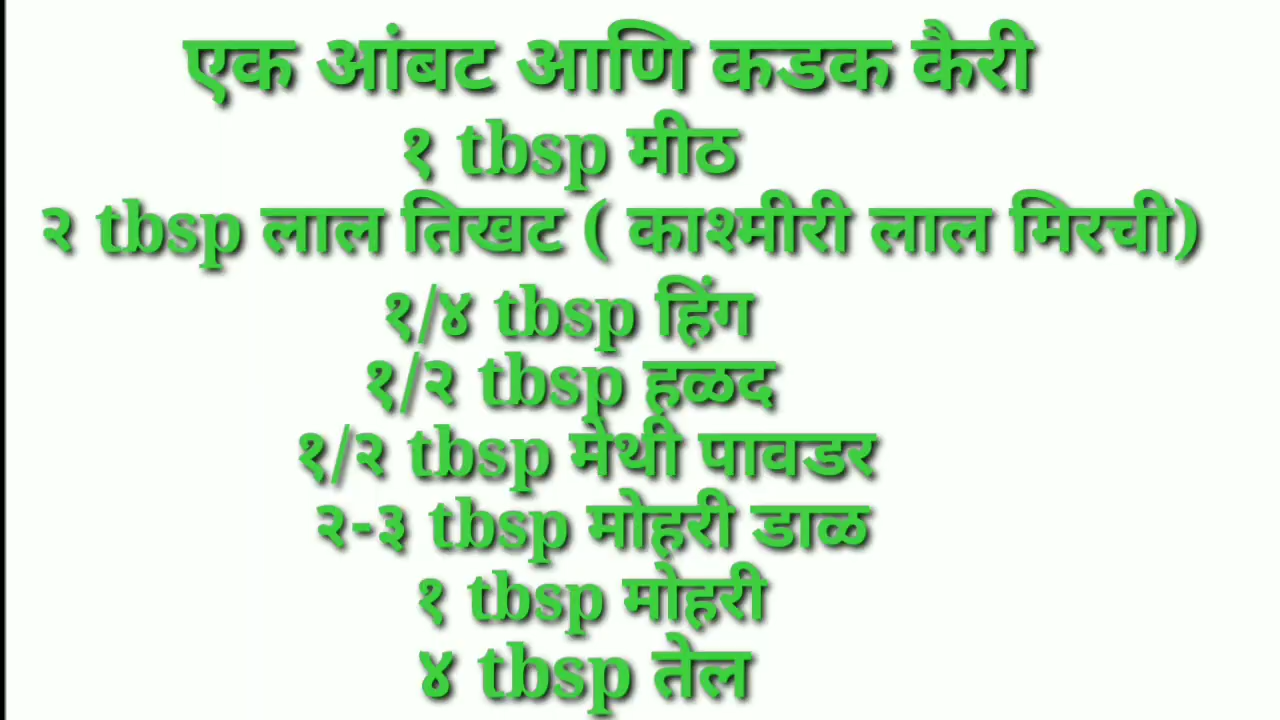 एक आंबट आणि कडक कैरी
१ tbsp मीठ
२ tbsp लाल तिखट ( काश्मीरी लाल मिरची)
१/४ tbsp हिंग
१/२ tbsp हळद
१/२ tbsp मेथी पावडर
२-३ tbsp मोहरी डाळ
१ tbsp मोहरी
४ tbsp तेल